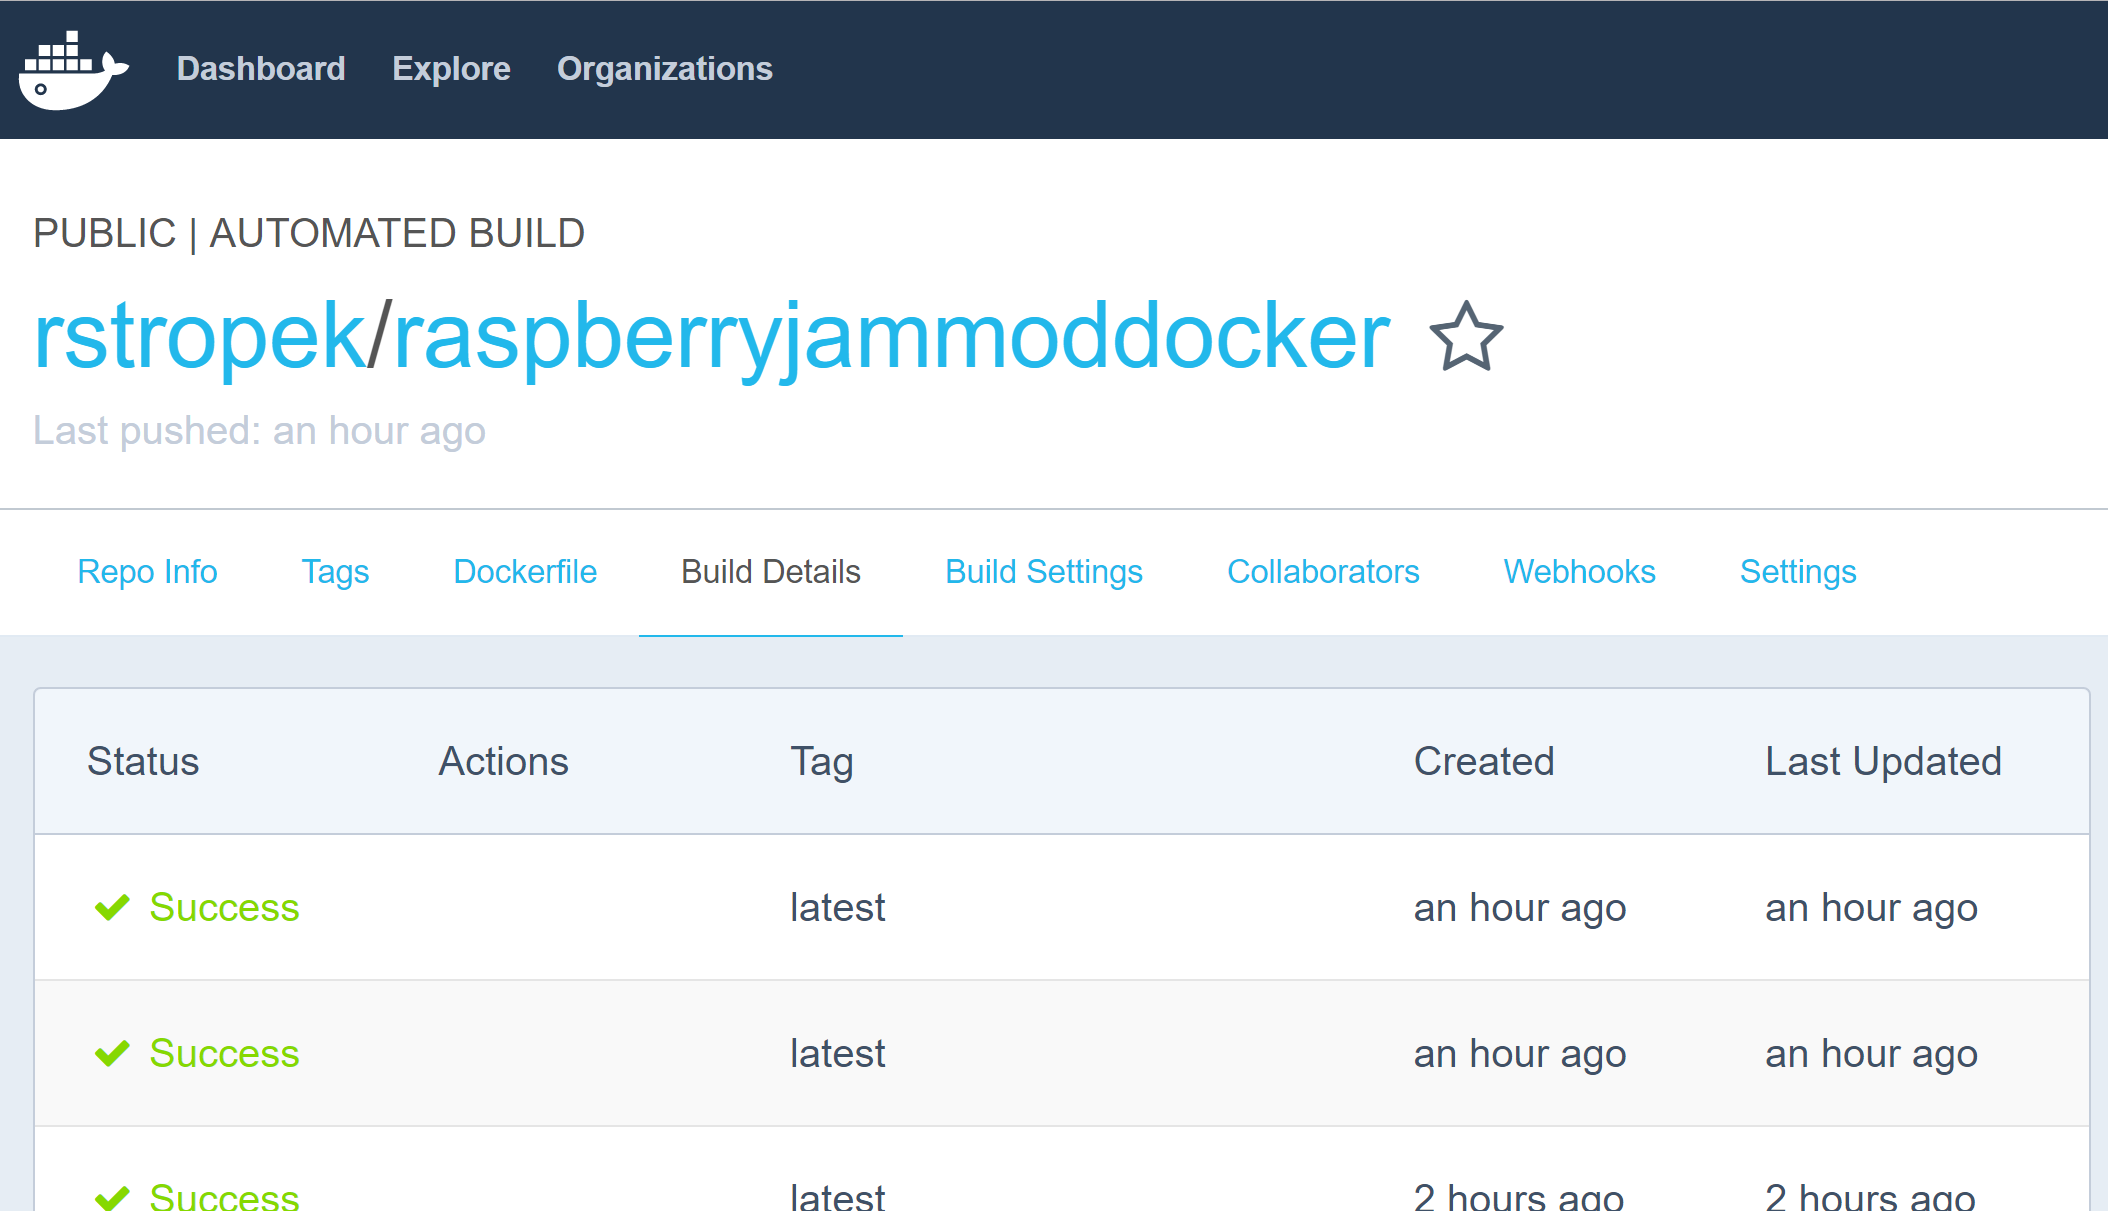 Dashboard Explore Organizations
PUBLIC | AUTOMATED BUILD
rstropek/raspberryjammoddocker
Last pushed: an hour ago
Repo Info Tags Dockerfile Build Details Build Settings Collaborators Webhooks Settings
Status Actions Tag Created Last Updated
Success latest an hour ago an hour ago
Success latest an hour ago an hour ago
Success latest 2 hours ago 2 hours ago